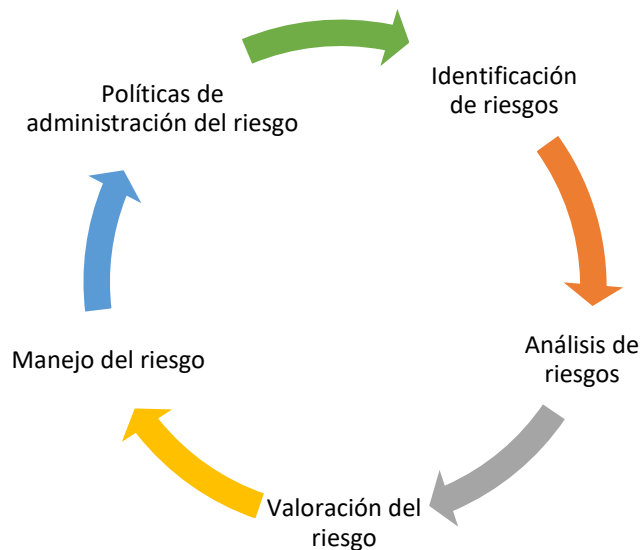 Identificación
de riesgos
Análisis de
riesgos
Valoración del
riesgo
Manejo del riesgo
Políticas de
administración del riesgo